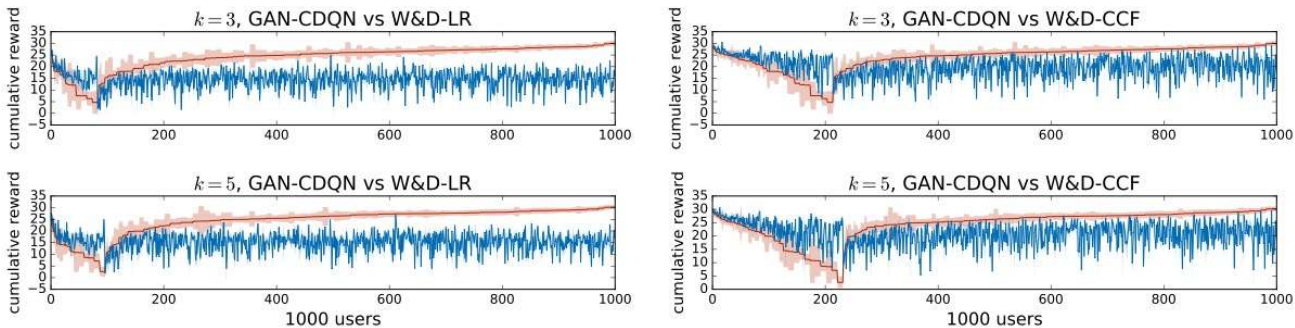 k = 3, GAN-CDQN vs W&D-LR
cumulative reward
35
30
25
20
15
10
5
0
−5
0 200 400 600 800 1000
k = 3, GAN-CDQN vs W&D-CCF
cumulative reward
35
30
25
20
15
10
5
0
−5
0 200 400 600 800 1000
k = 5, GAN-CDQN vs W&D-LR
cumulative reward
35
30
25
20
15
10
5
0
−5
0 200 400 600 800 1000
1000 users
k = 5, GAN-CDQN vs W&D-CCF
cumulative reward
35
30
25
20
15
10
5
0
0 200 400 600 800 1000
1000 users